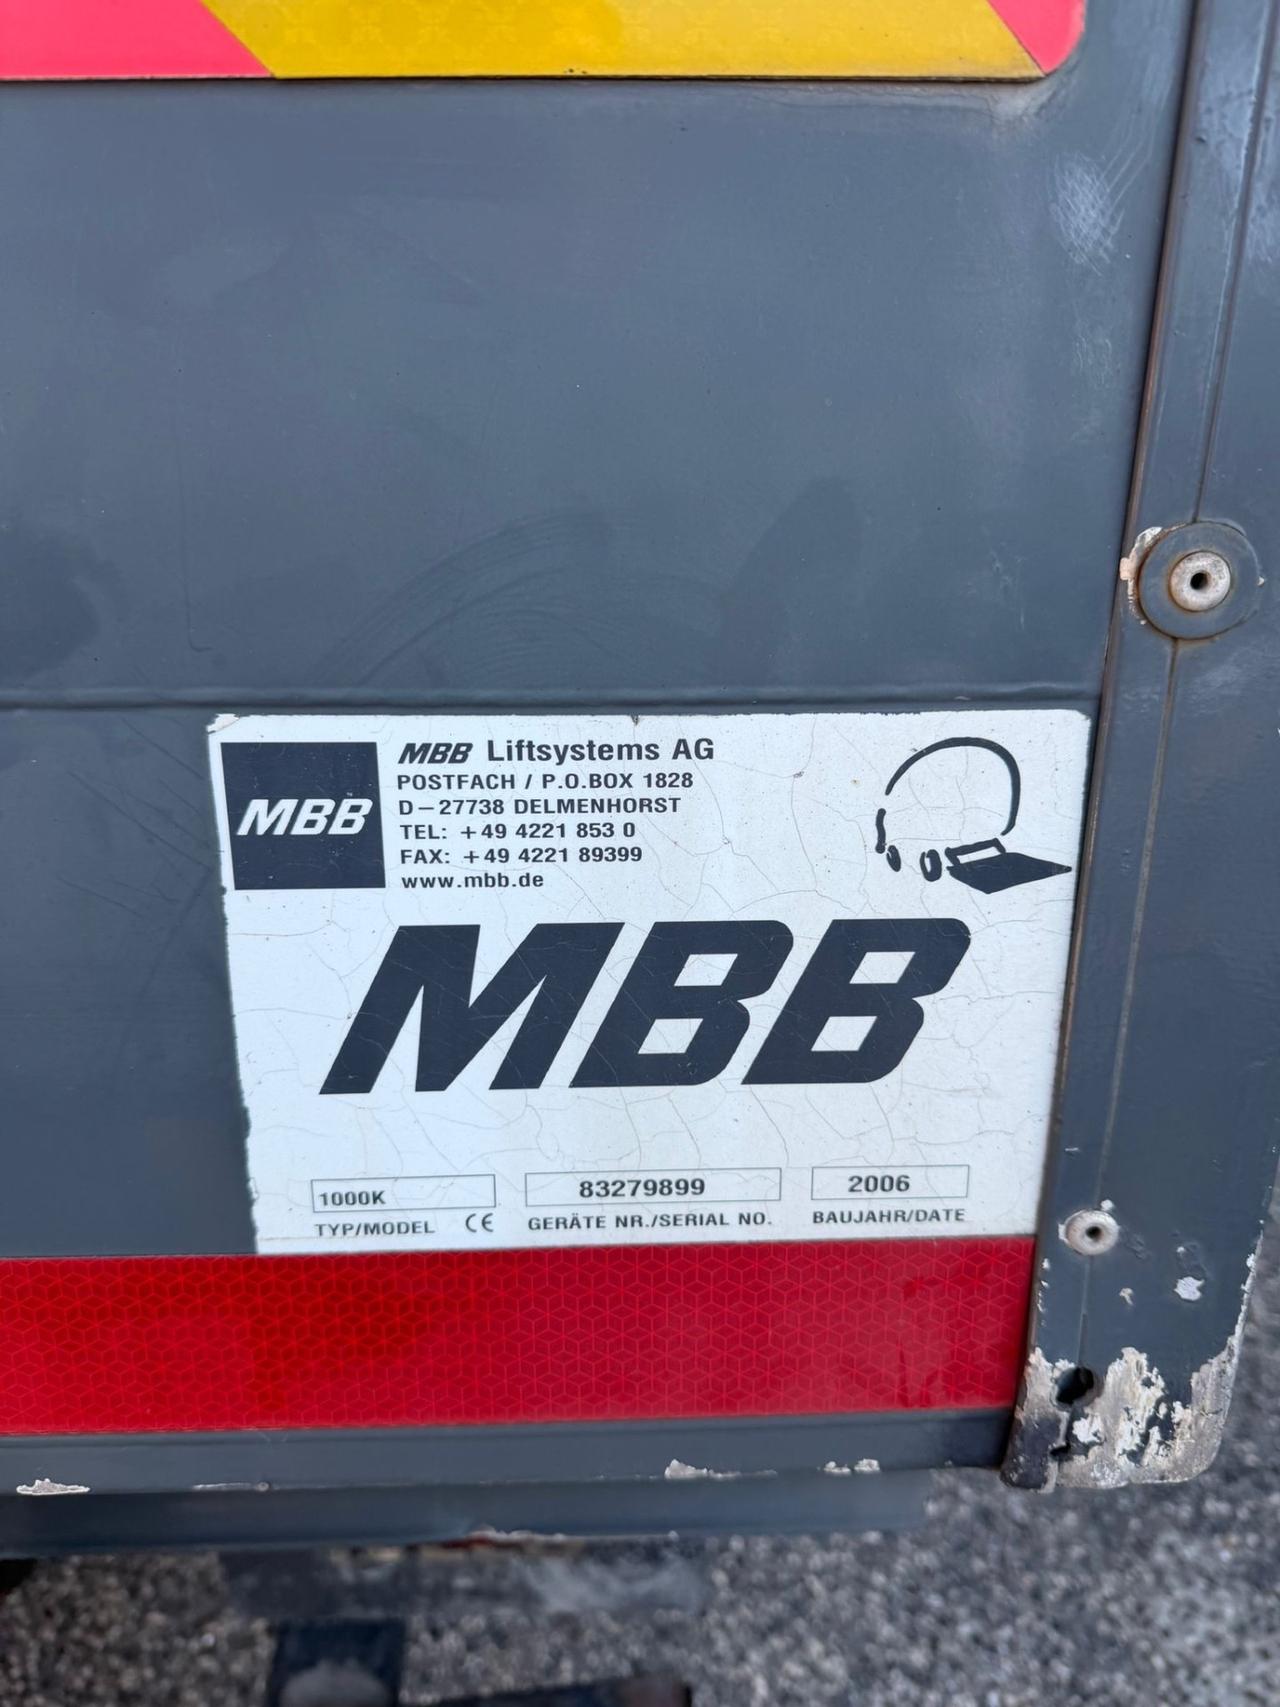 MBB
MBB Liftsystems AG
POSTFACH / P.O.BOX 1828
D-27738 DELMENHORST
TEL: +49 4221 853 0
FAX: +49 4221 89399
www.mbb.de
MBB
1000K
83279899
2006
TYP/MODEL CE
GERÄTE NR./SERIAL NO.
BAUJAHR/DATE